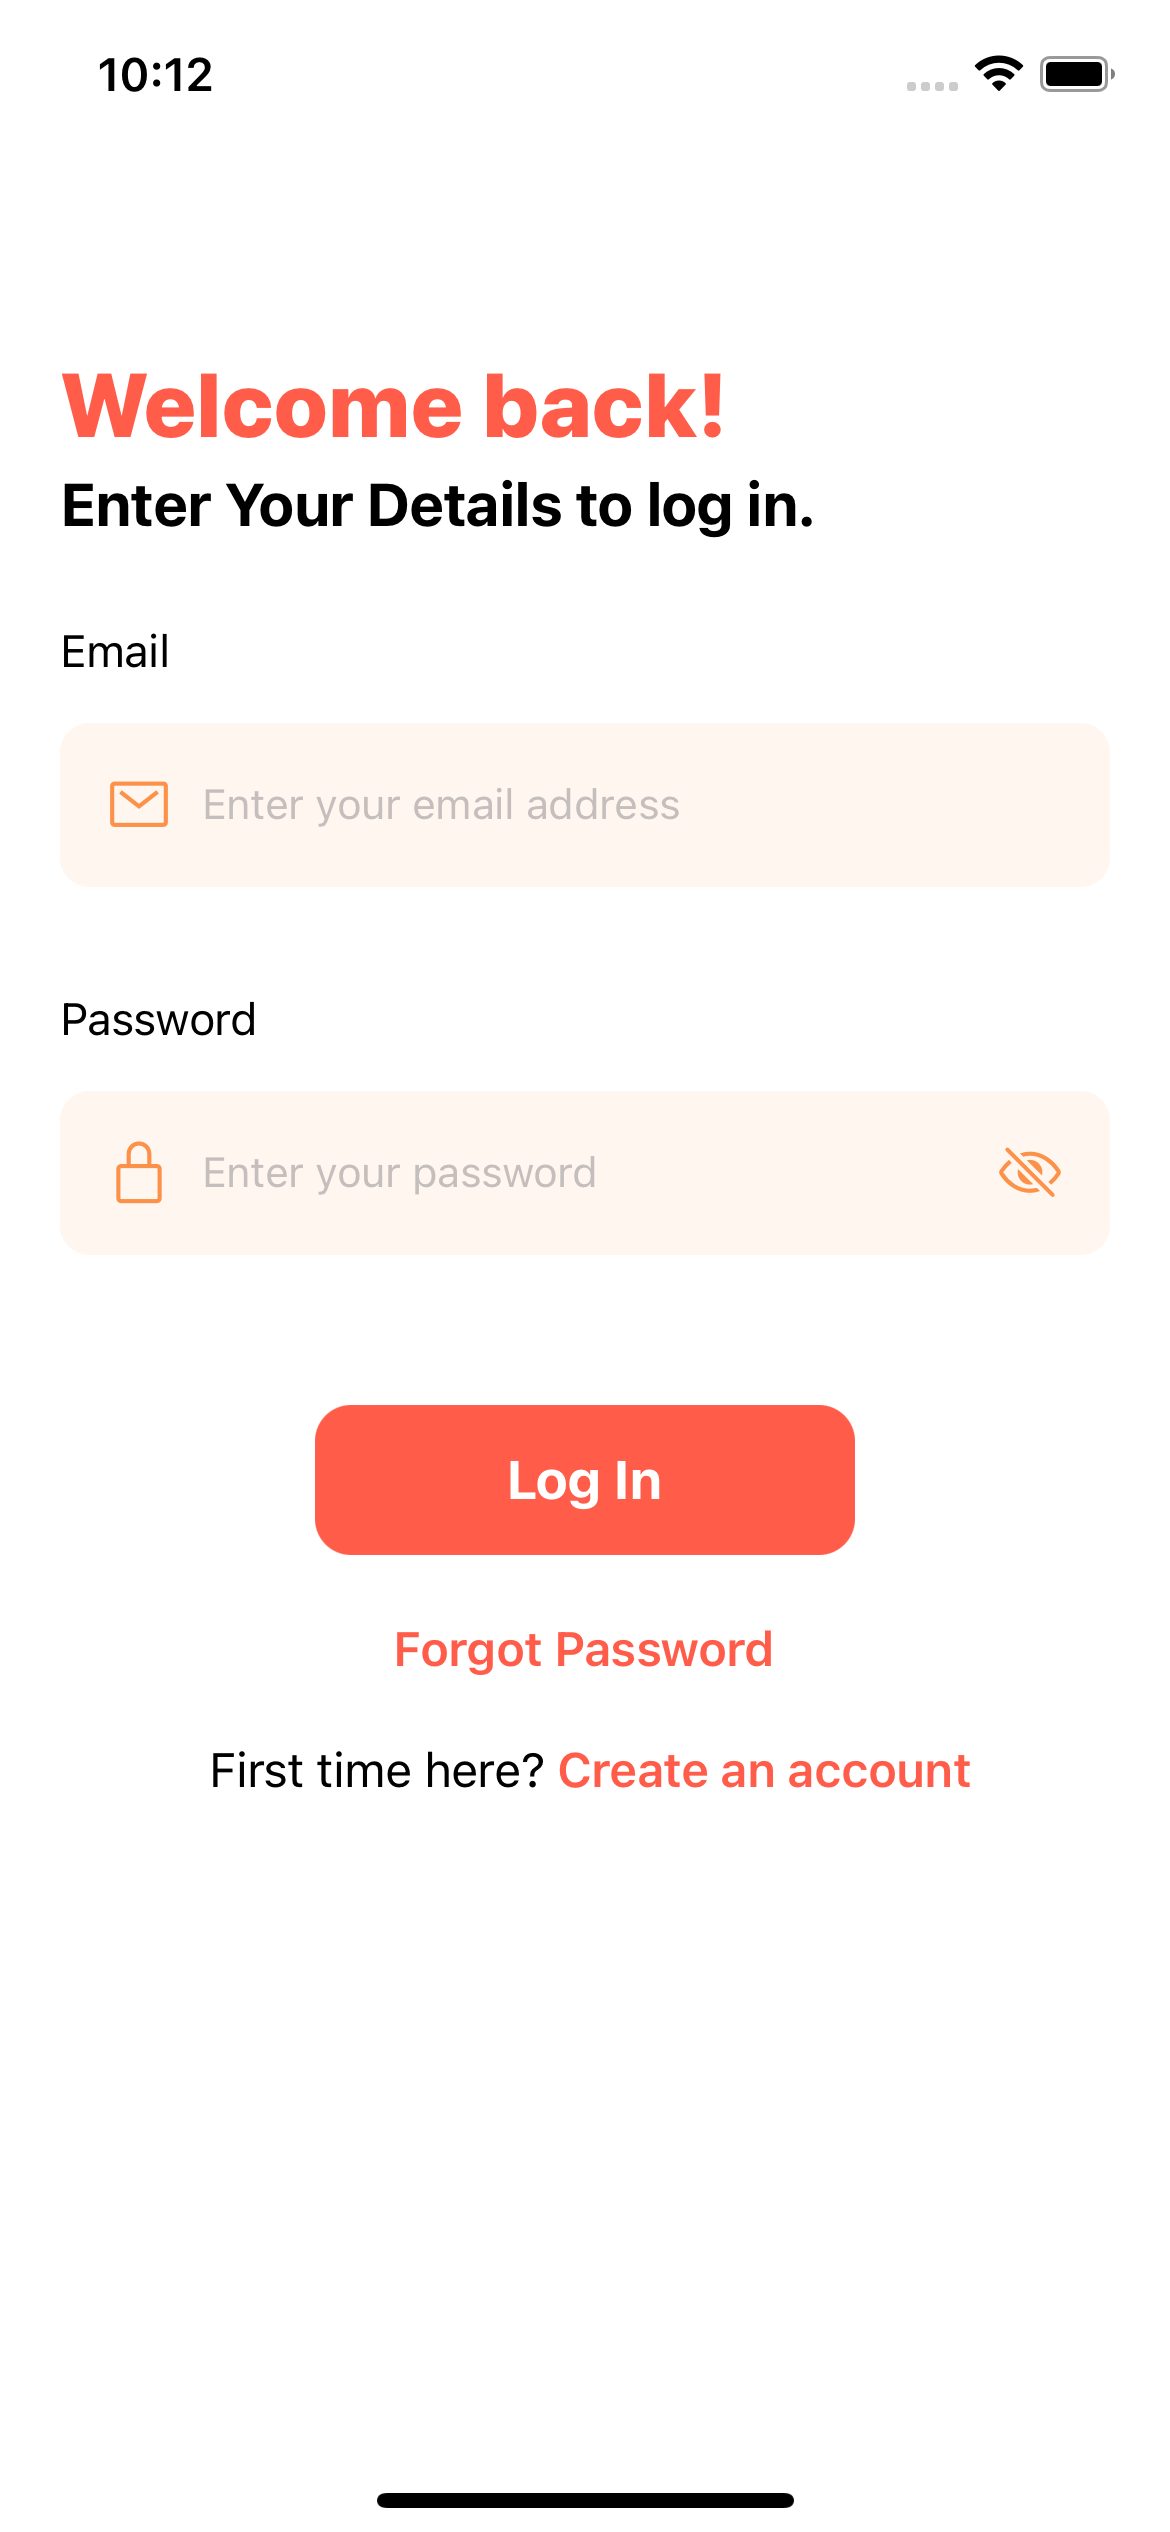 10:12
Welcome back!
Enter Your Details to log in.
Email
Enter your email address
Password
Enter your password
Log In
Forgot Password
First time here? Create an account